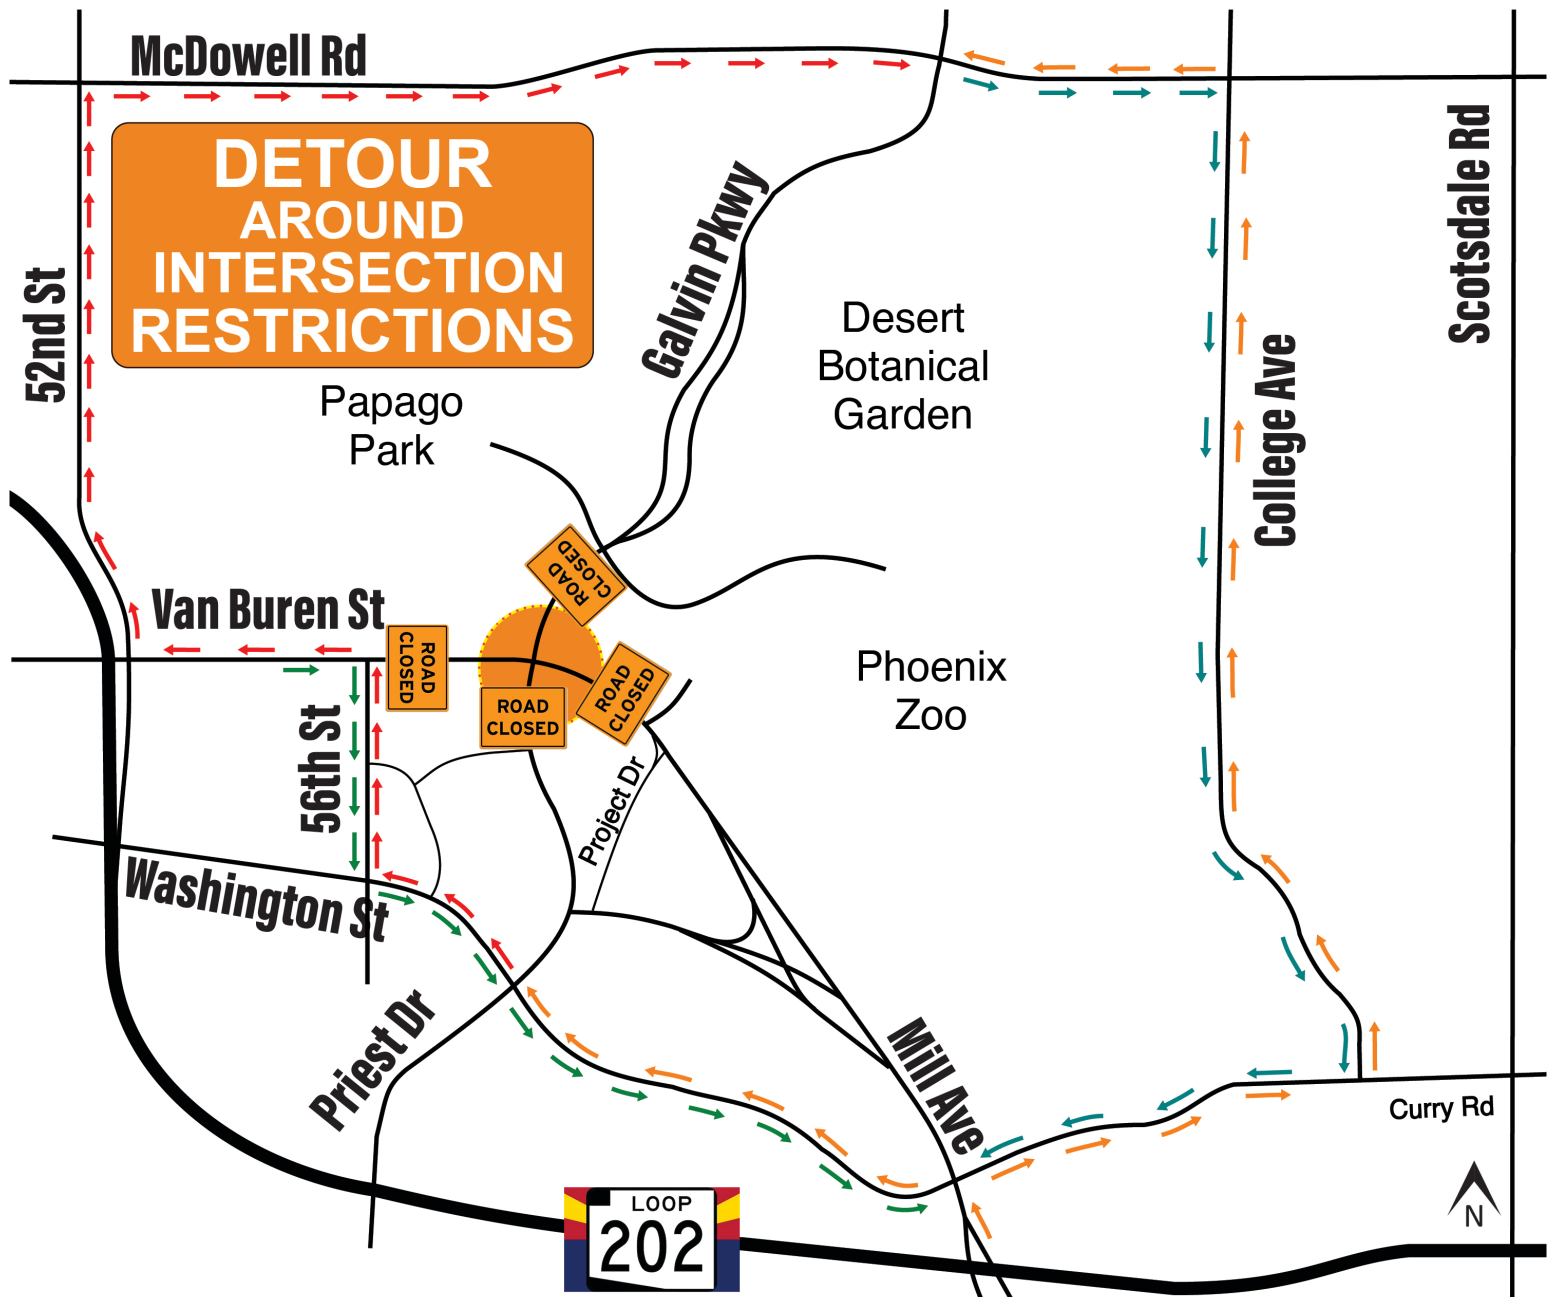 McDowell Rd
DETOUR
AROUND
INTERSECTION
RESTRICTIONS
52nd St
Galvin Pkwy
Scotsdale Rd
Desert
Botanical
Garden
Papago
Park
College Ave
ROAD
CLOSED
Van Buren St
ROAD
CLOSED
ROAD
CLOSED
ROAD
CLOSED
Phoenix
Zoo
56th St
Project Dr
Washington St
Priest Dr
Mill Ave
Curry Rd
LOOP
202
N